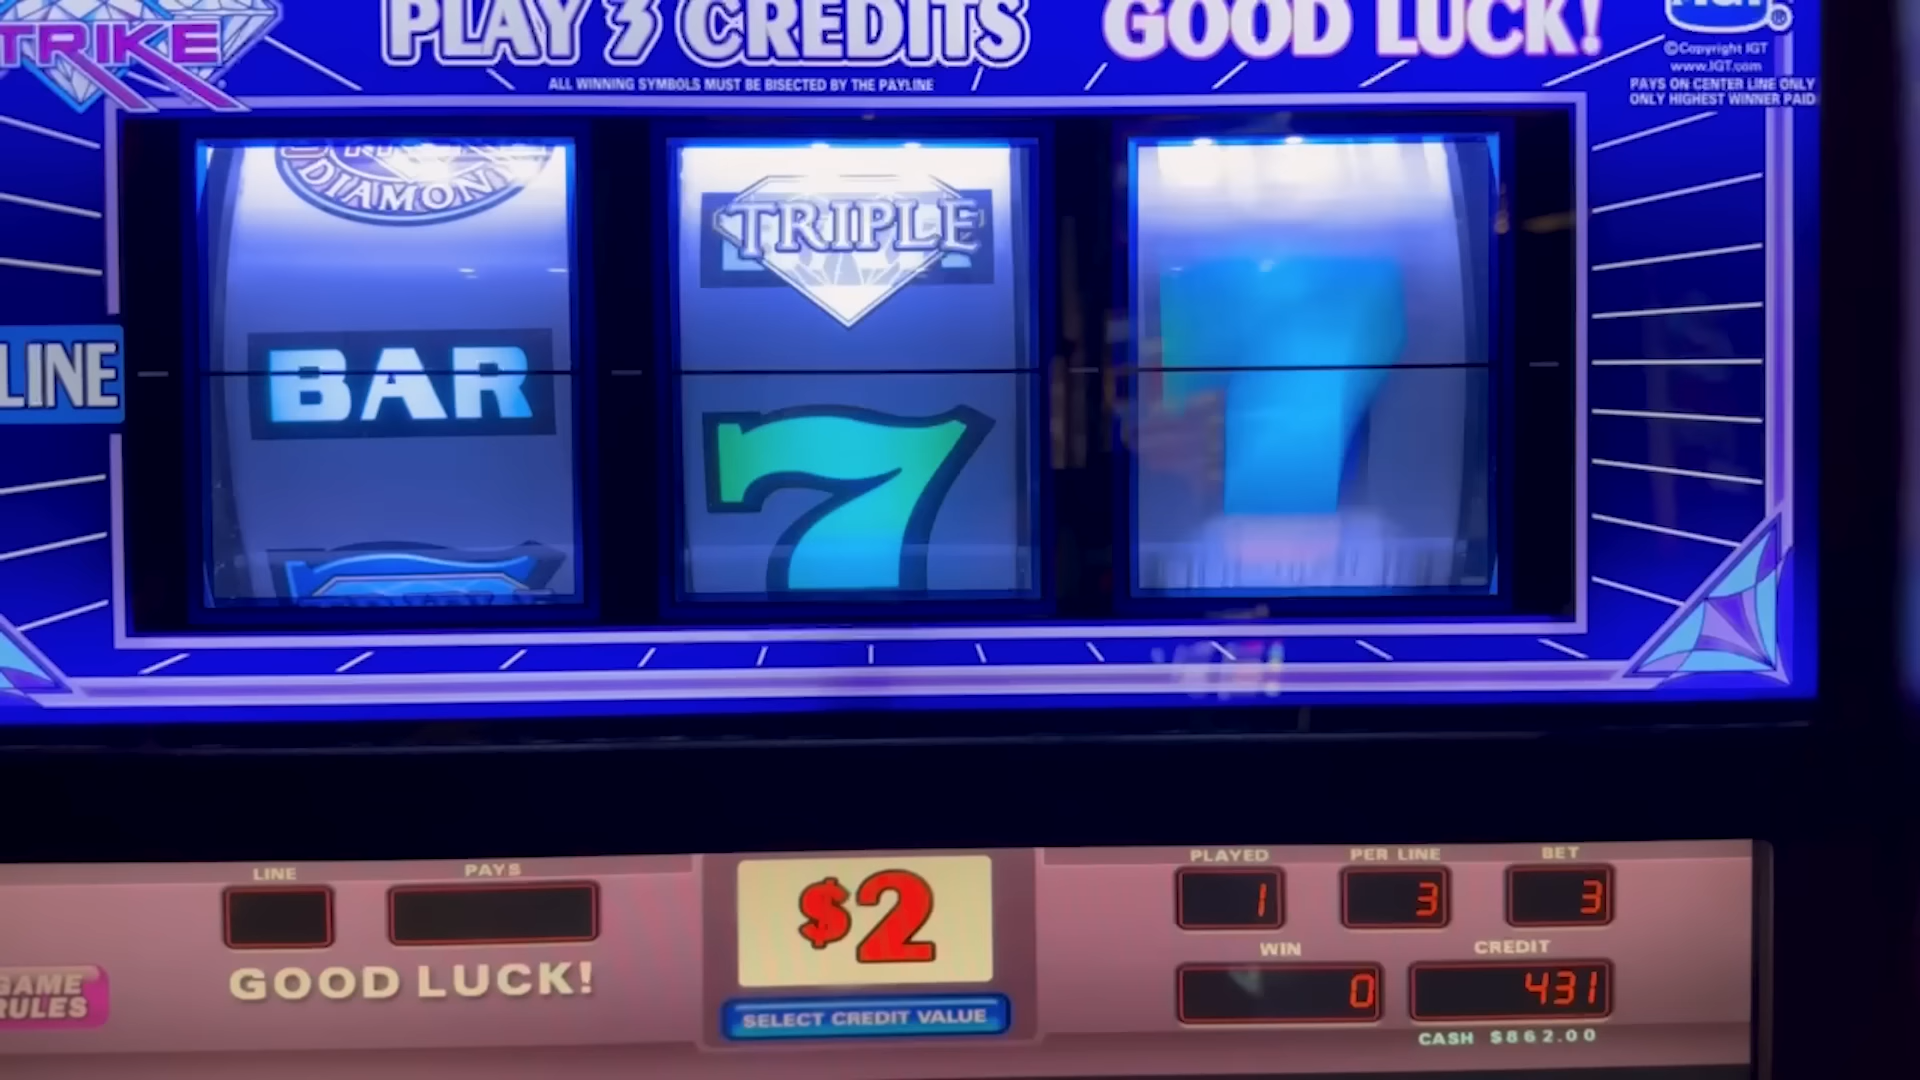 TRIKE
PLAY 3 CREDITS
GOOD LUCK!
IGT
®
©Copyright IGT
www.IGT.com
PAYS ON CENTER LINE ONLY
ONLY HIGHEST WINNER PAID
ALL WINNING SYMBOLS MUST BE BISECTED BY THE PAYLINE
DIAMOND
TRIPLE
LINE
BAR
7
7
LINE
PAYS
GOOD LUCK!
GAME
RULES
$2
SELECT CREDIT VALUE
PLAYED
PER LINE
BET
1
3
3
WIN
CREDIT
0
431
CASH $862.00